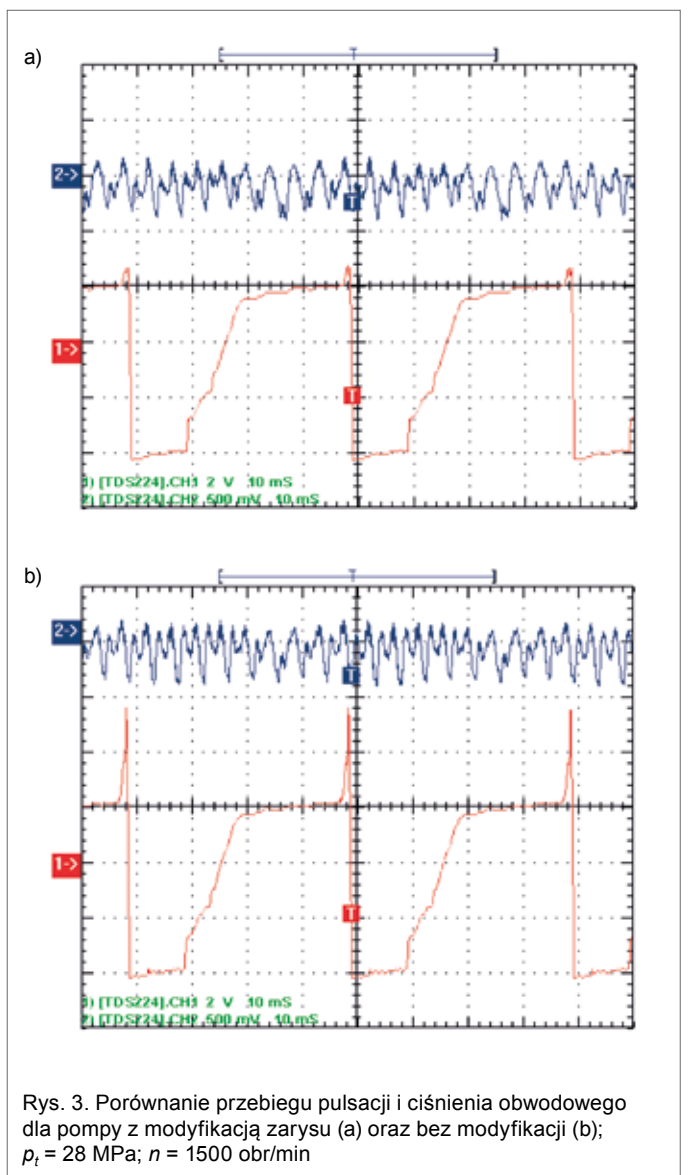 a)
2->
T
1->
T
1) [TDS224].CH1 2 V 10 mS
2) [TDS224].CH2 500 mV 10 mS
b)
2->
T
1->
T
1) [TDS224].CH1 2 V 10 mS
2) [TDS224].CH2 500 mV 10 mS
Rys. 3. Porównanie przebiegu pulsacji i ciśnienia obwodowego
dla pompy z modyfikacją zarysu (a) oraz bez modyfikacji (b);
pt = 28 MPa; n = 1500 obr/min